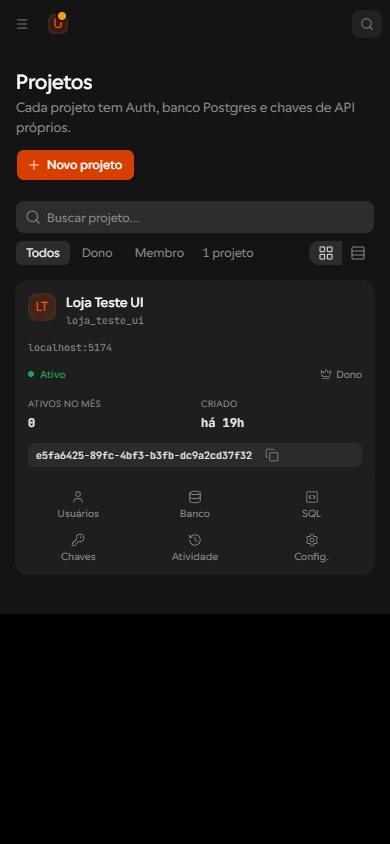 U
Projetos
Cada projeto tem Auth, banco Postgres e chaves de API
próprios.
+ Novo projeto
Buscar projeto...
Todos Dono Membro 1 projeto
LT Loja Teste UI
loja_teste_ui
localhost:5174
Ativo Dono
ATIVOS NO MÊS CRIADO
0 há 19h
e5fa6425-89fc-4bf3-b3fb-dc9a2cd37f32
Usuários Banco SQL
Chaves Atividade Config.